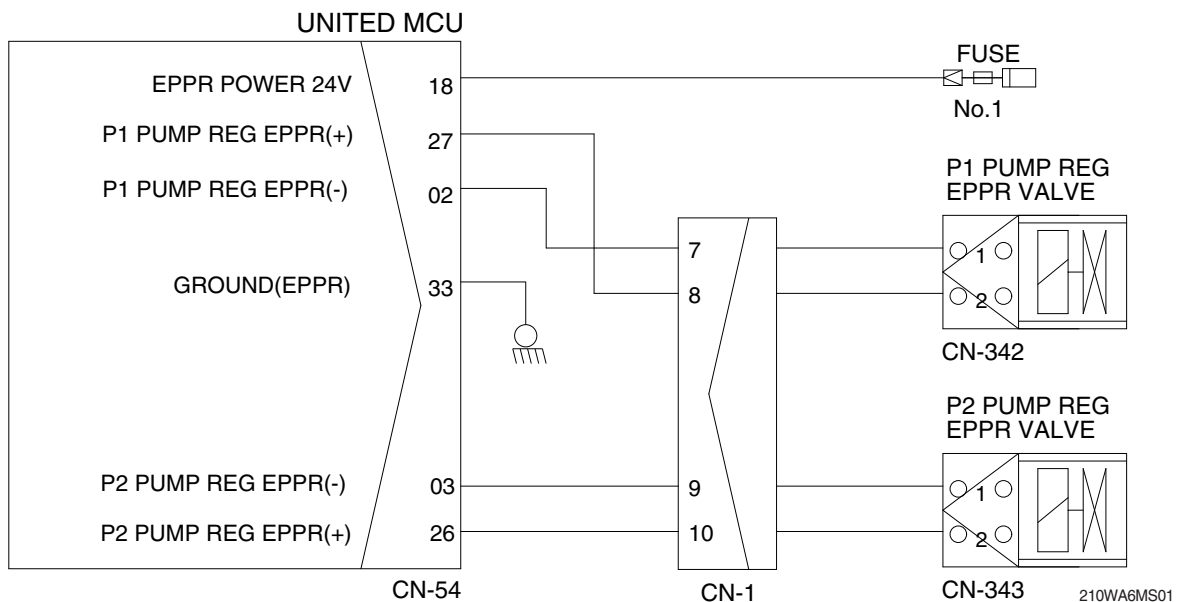 UNITED MCU
EPPR POWER 24V
18
FUSE
No.1
P1 PUMP REG EPPR(+)
27
P1 PUMP REG EPPR(-)
02
P1 PUMP REG
EPPR VALVE
7
1
8
2
GROUND(EPPR)
33
CN-342
P2 PUMP REG
EPPR VALVE
P2 PUMP REG EPPR(-)
03
9
1
P2 PUMP REG EPPR(+)
26
10
2
CN-54
CN-1
CN-343
210WA6MS01